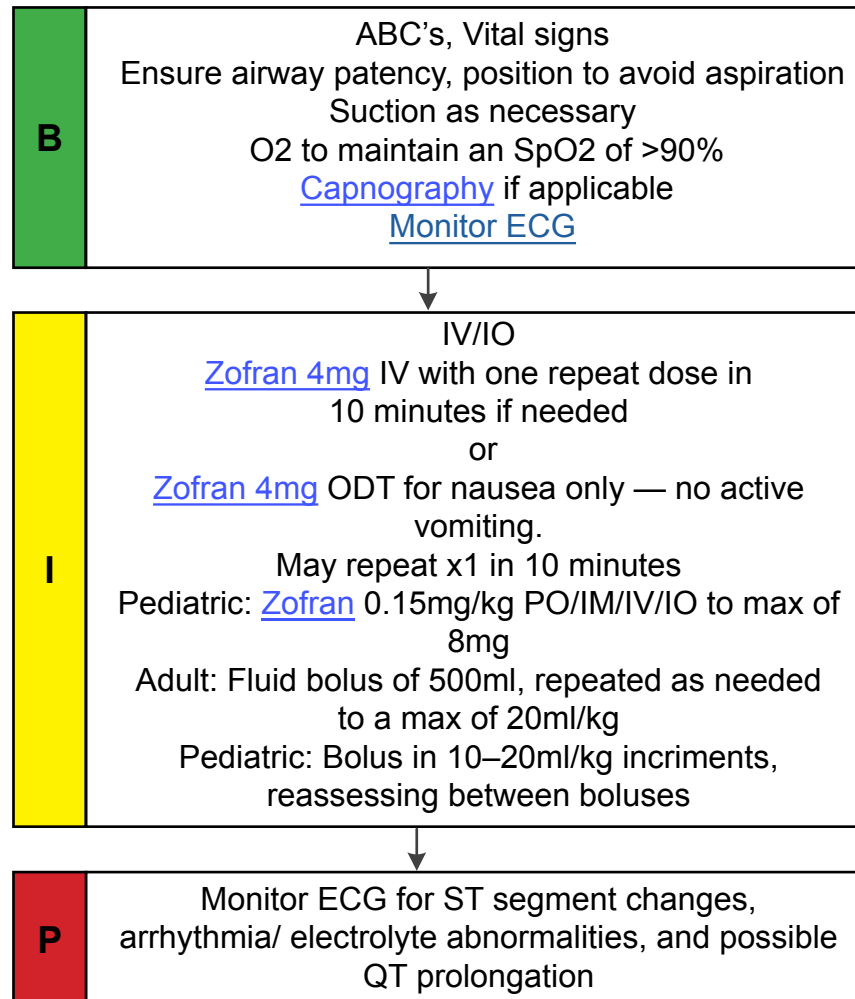 B
ABC’s, Vital signs
Ensure airway patency, position to avoid aspiration
Suction as necessary
O2 to maintain an SpO2 of >90%
Capnography if applicable
Monitor ECG
I
IV/IO
Zofran 4mg IV with one repeat dose in
10 minutes if needed
or
Zofran 4mg ODT for nausea only — no active
vomiting.
May repeat x1 in 10 minutes
Pediatric: Zofran 0.15mg/kg PO/IM/IV/IO to max of
8mg
Adult: Fluid bolus of 500ml, repeated as needed
to a max of 20ml/kg
Pediatric: Bolus in 10–20ml/kg incriments,
reassessing between boluses
P
Monitor ECG for ST segment changes,
arrhythmia/ electrolyte abnormalities, and possible
QT prolongation